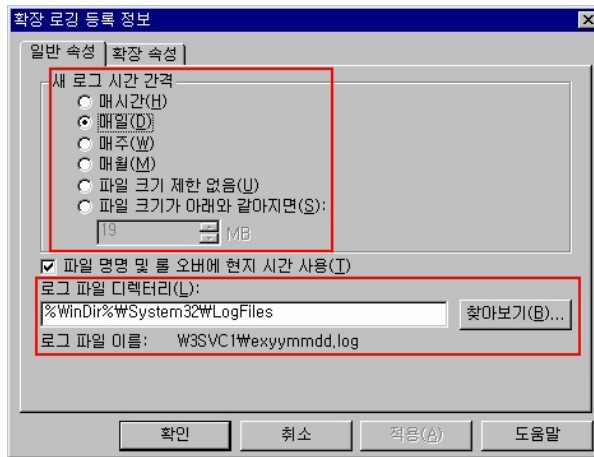 확장 로깅 등록 정보
일반 속성 확장 속성
새 로그 시간 간격
매시간(H)
매일(D)
매주(W)
매월(M)
파일 크기 제한 없음(U)
파일 크기가 아래와 같아지면(S):
19 MB
파일 명명 및 롤 오버에 현지 시간 사용(T)
로그 파일 디렉터리(L):
%WinDir%₩System32₩LogFiles 찾아보기(B)...
로그 파일 이름: W3SVC1₩exyymmdd.log
확인 취소 적용(A) 도움말